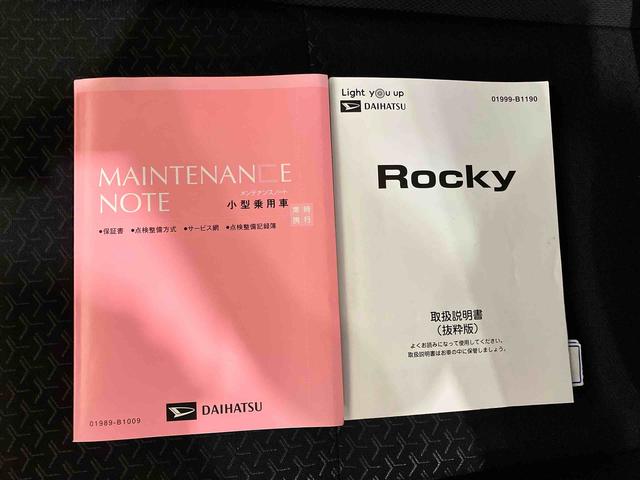 MAINTENANCE
NOTE
メンテナンスノート
小型乗用車
常時
携行
●保証書 ●点検整備方式 ●サービス網 ●点検整備記録簿
DAIHATSU
01989-B1009
Light you up
DAIHATSU
01999-B1190
Rocky
取扱説明書
（抜粋版）
よくお読みになって使用してください。
取扱説明書はお車の中に保管しましょう。